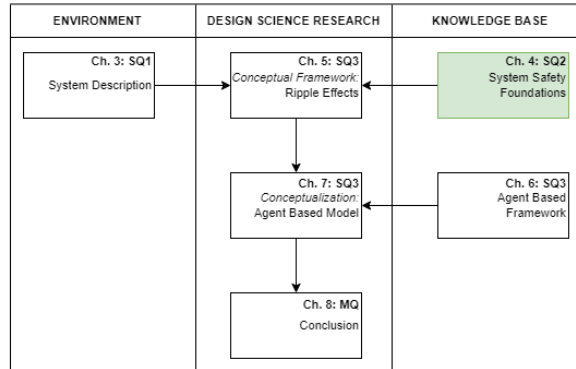 ENVIRONMENT
DESIGN SCIENCE RESEARCH
KNOWLEDGE BASE
Ch. 3: SQ1
System Description
Ch. 5: SQ3
Conceptual Framework:
Ripple Effects
Ch. 4: SQ2
System Safety
Foundations
Ch. 7: SQ3
Conceptualization:
Agent Based Model
Ch. 6: SQ3
Agent Based
Framework
Ch. 8: MQ
Conclusion